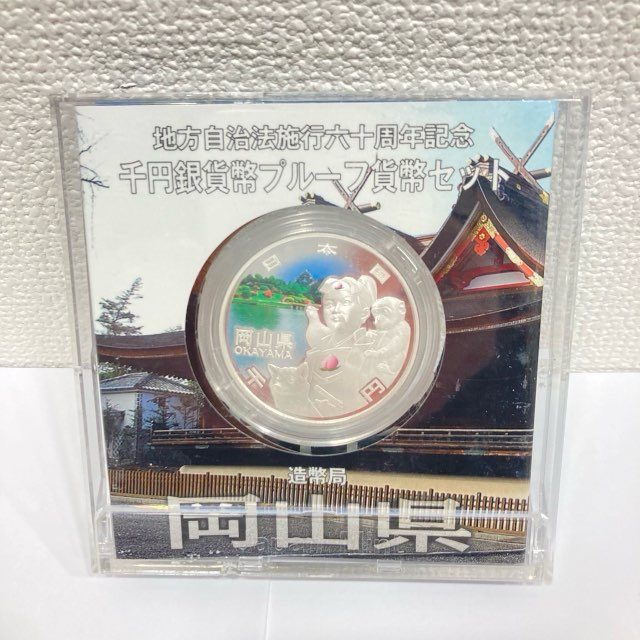 地方自治法施行六十周年記念
千円銀貨幣プルーフ貨幣セット
日本国
岡山県
OKAYAMA
千円
造幣局
岡山県